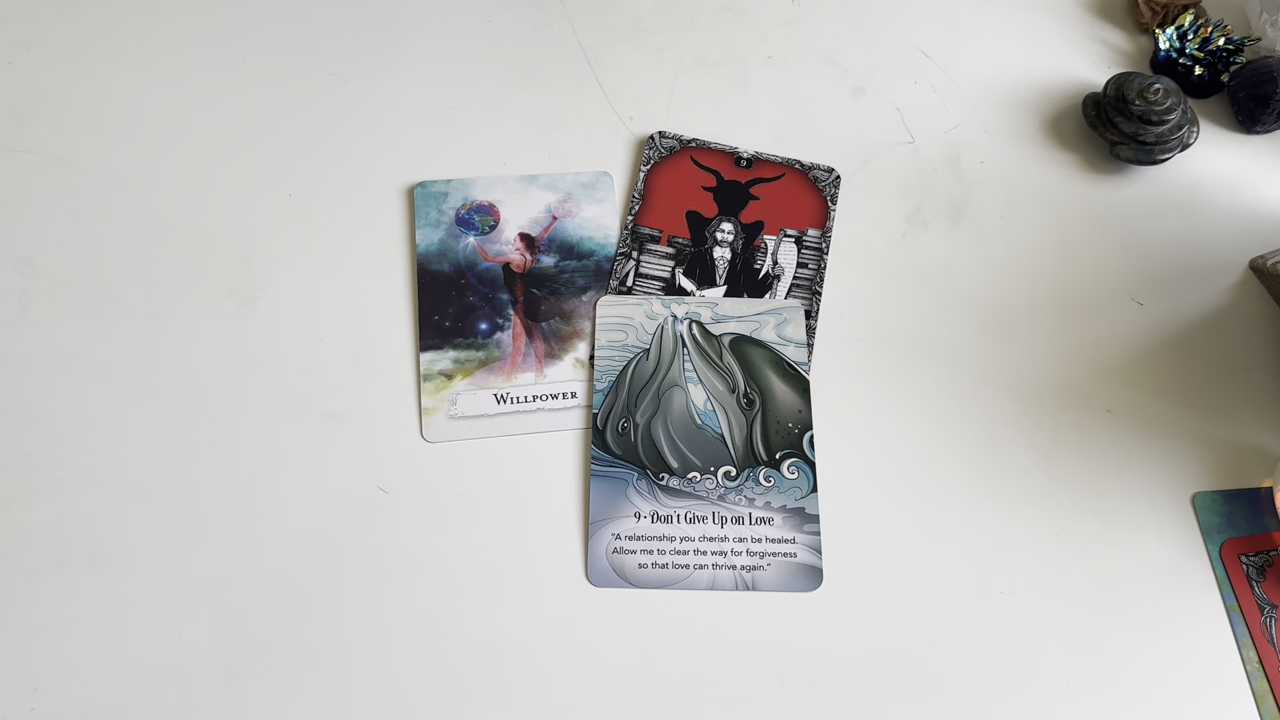 9
WILLPOWER
9 • Don't Give Up on Love
"A relationship you cherish can be healed.
Allow me to clear the way for forgiveness
so that love can thrive again."